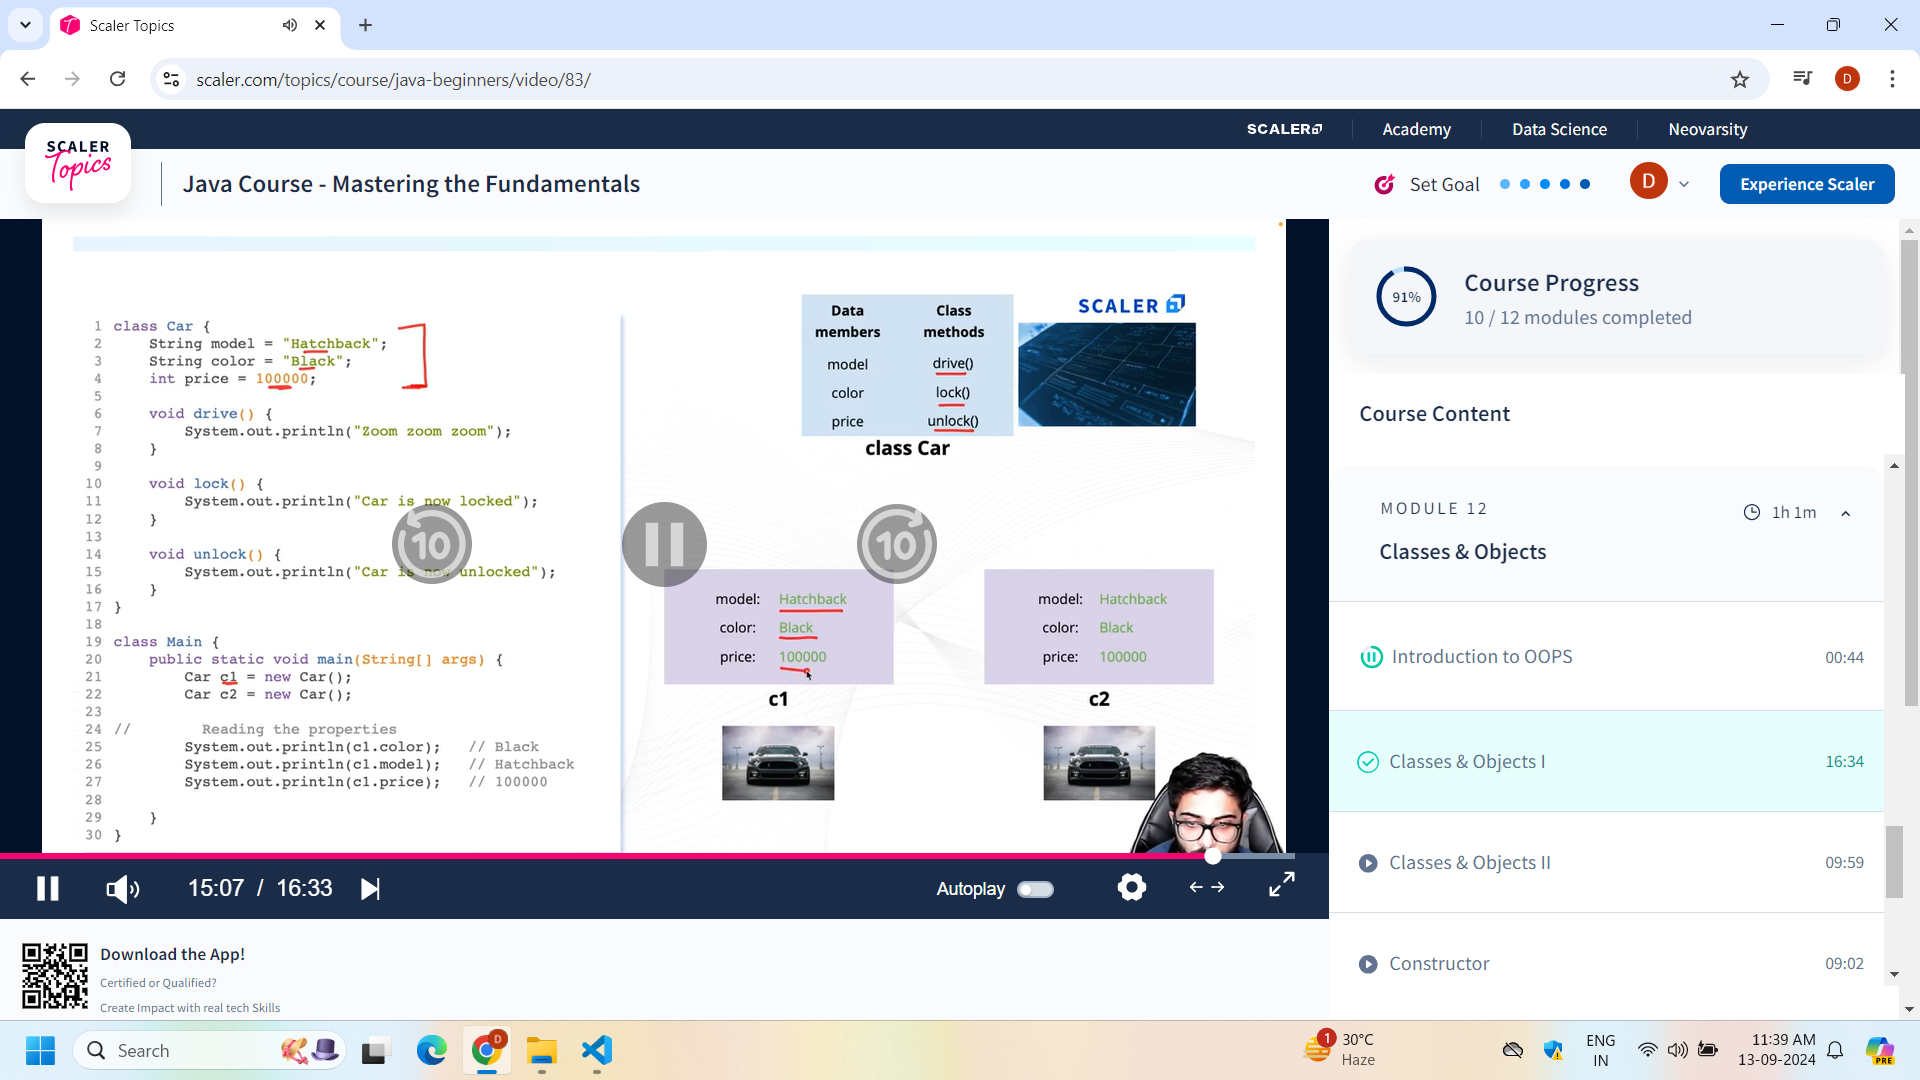 Scaler Topics
scaler.com/topics/course/java-beginners/video/83/
D
SCALER
Academy
Data Science
Neovarsity
SCALER
Topics
Java Course - Mastering the Fundamentals
Set Goal
D
Experience Scaler
1 class Car {
2 String model = "Hatchback";
3 String color = "Black";
4 int price = 100000;
5
6 void drive() {
7 System.out.println("Zoom zoom zoom");
8 }
9
10 void lock() {
11 System.out.println("Car is now locked");
12 }
13
14 void unlock() {
15 System.out.println("Car is now unlocked");
16 }
17 }
18
19 class Main {
20 public static void main(String[] args) {
21 Car c1 = new Car();
22 Car c2 = new Car();
23
24 // Reading the properties
25 System.out.println(c1.color); // Black
26 System.out.println(c1.model); // Hatchback
27 System.out.println(c1.price); // 100000
28
29 }
30 }
Data members
Class methods
model drive()
color lock()
price unlock()
class Car
SCALER
10
10
model: Hatchback
color: Black
price: 100000
c1
model: Hatchback
color: Black
price: 100000
c2
15:07 / 16:33
Autoplay
91%
Course Progress
10 / 12 modules completed
Course Content
MODULE 12
1h 1m
Classes & Objects
Introduction to OOPS 00:44
Classes & Objects I 16:34
Classes & Objects II 09:59
Constructor 09:02
Download the App!
Certified or Qualified?
Create Impact with real tech Skills
Search
D
1
30°C
Haze
ENG
IN
11:39 AM
13-09-2024
PRE